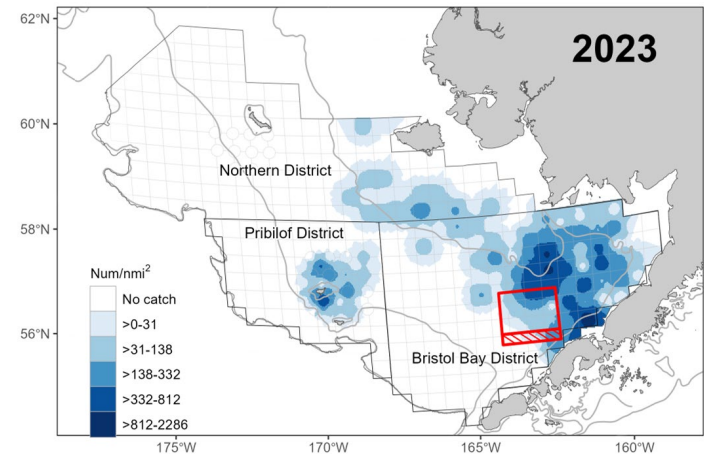 62°N
60°N
58°N
56°N
2023
Northern District
Pribilof District
Bristol Bay District
Num/nmi²
No catch
>0-31
>31-138
>138-332
>332-812
>812-2286
175°W
170°W
165°W
160°W